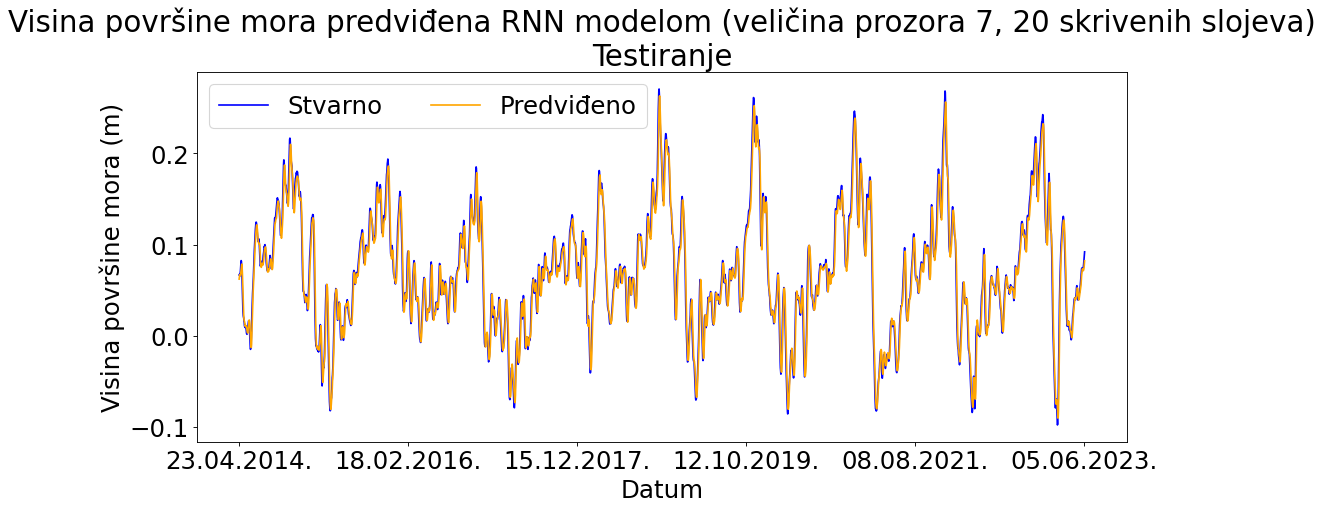 Visina površine mora predviđena RNN modelom (veličina prozora 7, 20 skrivenih slojeva)
Testiranje
Stvarno
Predviđeno
Visina površine mora (m)
0.2
0.1
0.0
−0.1
23.04.2014. 18.02.2016. 15.12.2017. 12.10.2019. 08.08.2021. 05.06.2023.
Datum